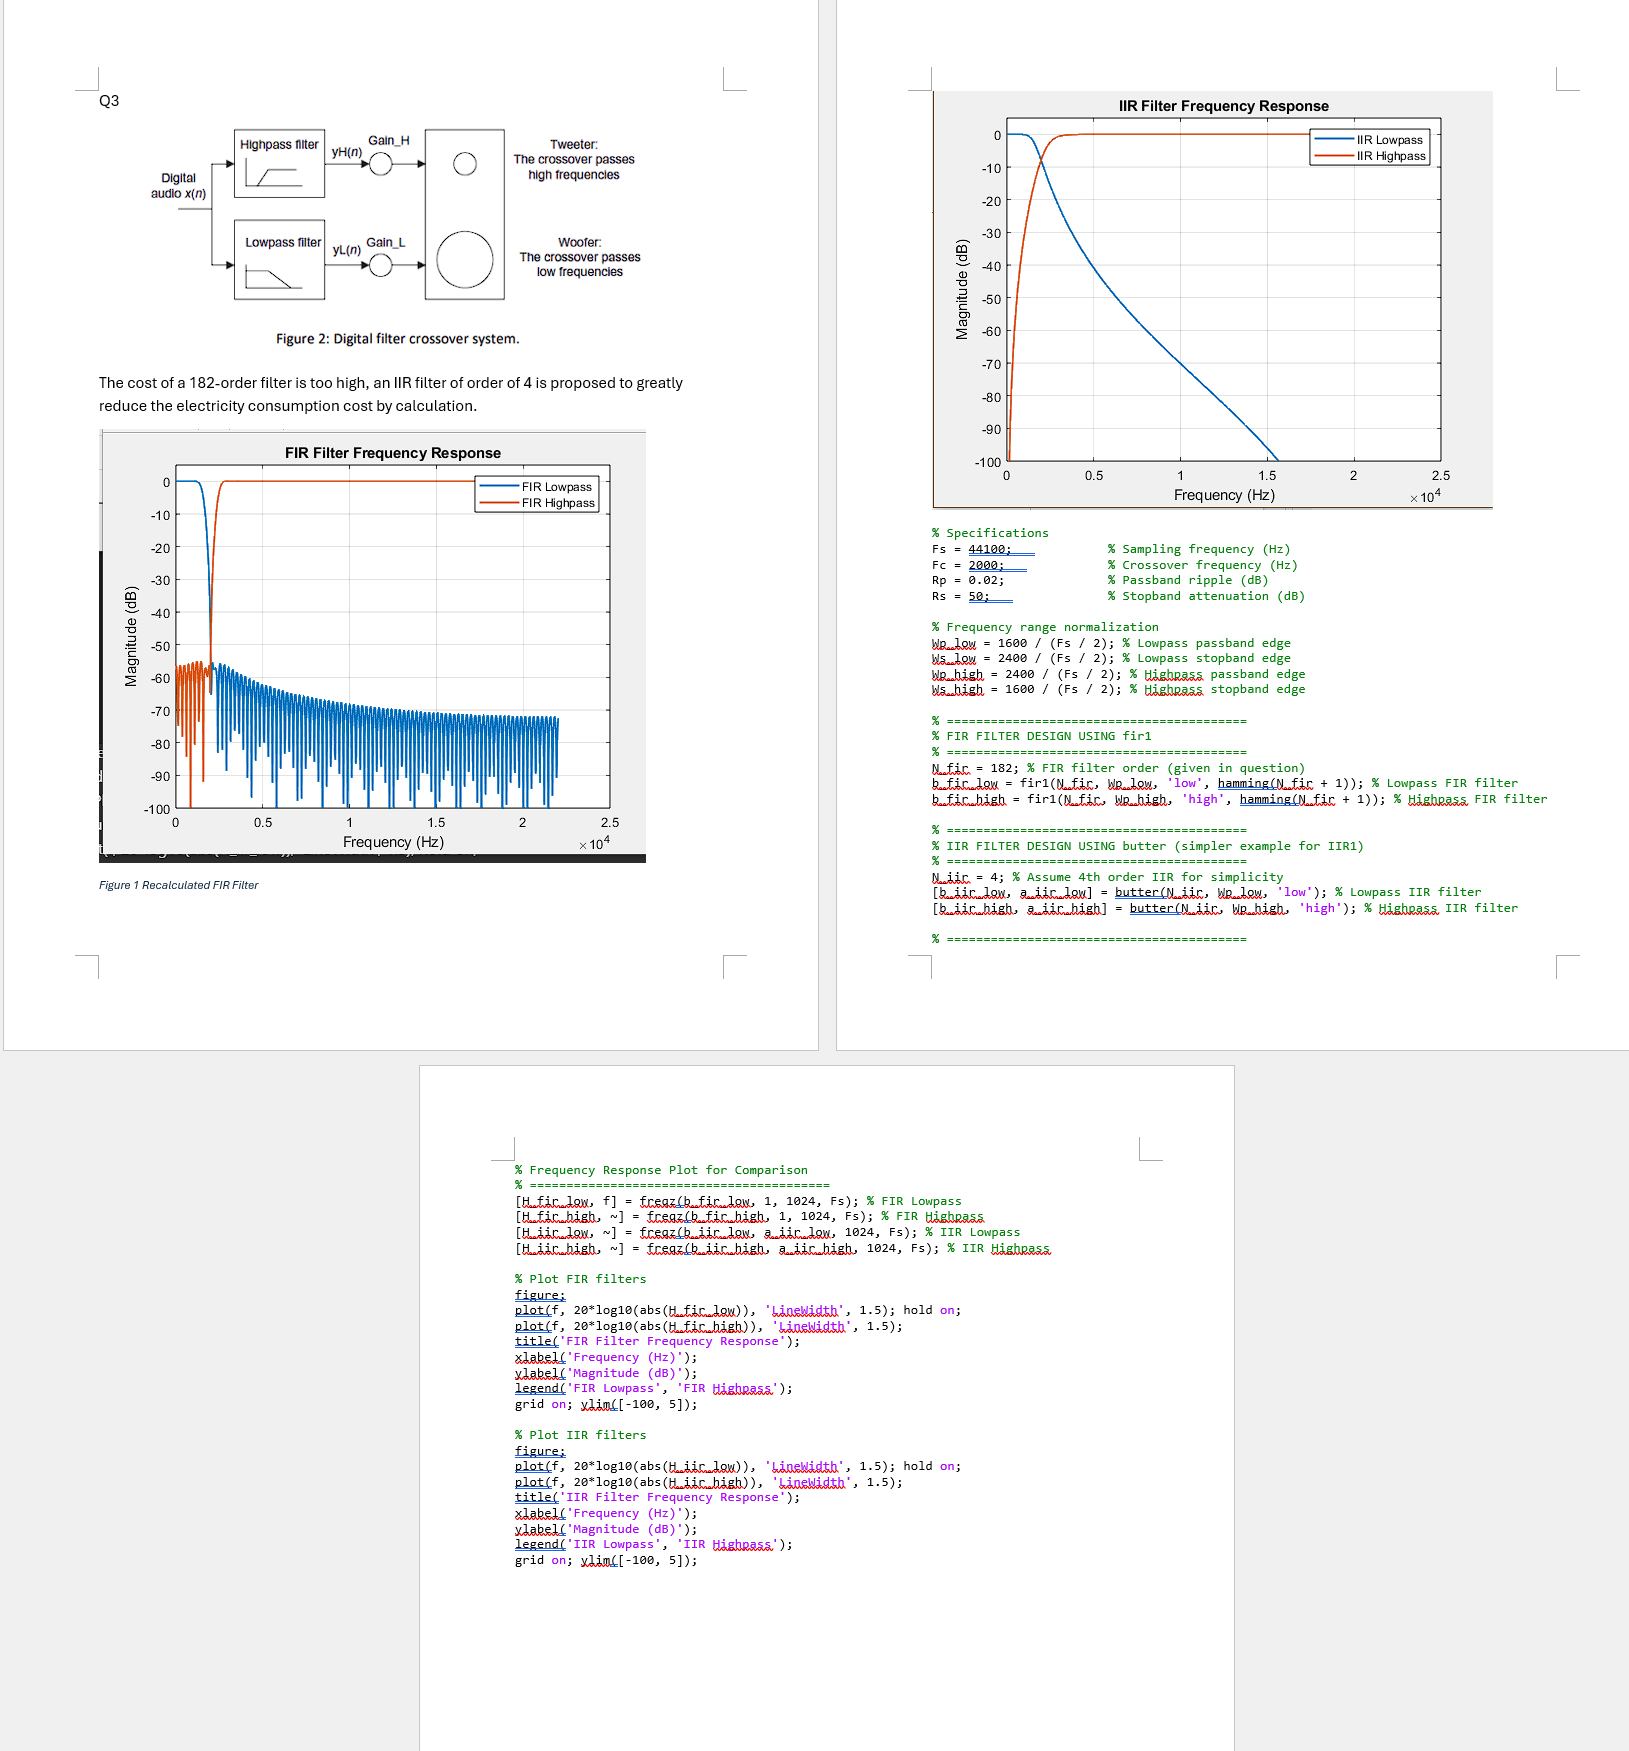 Q3
Highpass filter
yH(n)
Gain_H
Tweeter:
The crossover passes
high frequencies
Digital
audio x(n)
Lowpass filter
yL(n)
Gain_L
Woofer:
The crossover passes
low frequencies
Figure 2: Digital filter crossover system.
The cost of a 182-order filter is too high, an IIR filter of order of 4 is proposed to greatly
reduce the electricity consumption cost by calculation.
FIR Filter Frequency Response
FIR Lowpass
FIR Highpass
0
-10
-20
-30
-40
-50
-60
-70
-80
-90
-100
Magnitude (dB)
0 0.5 1 1.5 2 2.5
Frequency (Hz)
×10^4
Figure 1 Recalculated FIR Filter
IIR Filter Frequency Response
IIR Lowpass
IIR Highpass
0
-10
-20
-30
-40
-50
-60
-70
-80
-90
-100
Magnitude (dB)
0 0.5 1 1.5 2 2.5
Frequency (Hz)
×10^4
% Specifications
Fs = 44100; % Sampling frequency (Hz)
Fc = 2000; % Crossover frequency (Hz)
Rp = 0.02; % Passband ripple (dB)
Rs = 50; % Stopband attenuation (dB)
% Frequency range normalization
Wp_low = 1600 / (Fs / 2); % Lowpass passband edge
Ws_low = 2400 / (Fs / 2); % Lowpass stopband edge
Wp_high = 2400 / (Fs / 2); % Highpass passband edge
Ws_high = 1600 / (Fs / 2); % Highpass stopband edge
% =========================================
% FIR FILTER DESIGN USING fir1
% =========================================
N_fir = 182; % FIR filter order (given in question)
b_fir_low = fir1(N_fir, Wp_low, 'low', hamming(N_fir + 1)); % Lowpass FIR filter
b_fir_high = fir1(N_fir, Wp_high, 'high', hamming(N_fir + 1)); % Highpass FIR filter
% =========================================
% IIR FILTER DESIGN USING butter (simpler example for IIR1)
% =========================================
N_iir = 4; % Assume 4th order IIR for simplicity
[b_iir_low, a_iir_low] = butter(N_iir, Wp_low, 'low'); % Lowpass IIR filter
[b_iir_high, a_iir_high] = butter(N_iir, Wp_high, 'high'); % Highpass IIR filter
% =========================================
% Frequency Response Plot for Comparison
% =========================================
[H_fir_low, f] = freqz(b_fir_low, 1, 1024, Fs); % FIR Lowpass
[H_fir_high, ~] = freqz(b_fir_high, 1, 1024, Fs); % FIR Highpass
[H_iir_low, ~] = freqz(b_iir_low, a_iir_low, 1024, Fs); % IIR Lowpass
[H_iir_high, ~] = freqz(b_iir_high, a_iir_high, 1024, Fs); % IIR Highpass
% Plot FIR filters
figure;
plot(f, 20*log10(abs(H_fir_low)), 'LineWidth', 1.5); hold on;
plot(f, 20*log10(abs(H_fir_high)), 'LineWidth', 1.5);
title('FIR Filter Frequency Response');
xlabel('Frequency (Hz)');
ylabel('Magnitude (dB)');
legend('FIR Lowpass', 'FIR Highpass');
grid on; ylim([-100, 5]);
% Plot IIR filters
figure;
plot(f, 20*log10(abs(H_iir_low)), 'LineWidth', 1.5); hold on;
plot(f, 20*log10(abs(H_iir_high)), 'LineWidth', 1.5);
title('IIR Filter Frequency Response');
xlabel('Frequency (Hz)');
ylabel('Magnitude (dB)');
legend('IIR Lowpass', 'IIR Highpass');
grid on; ylim([-100, 5]);